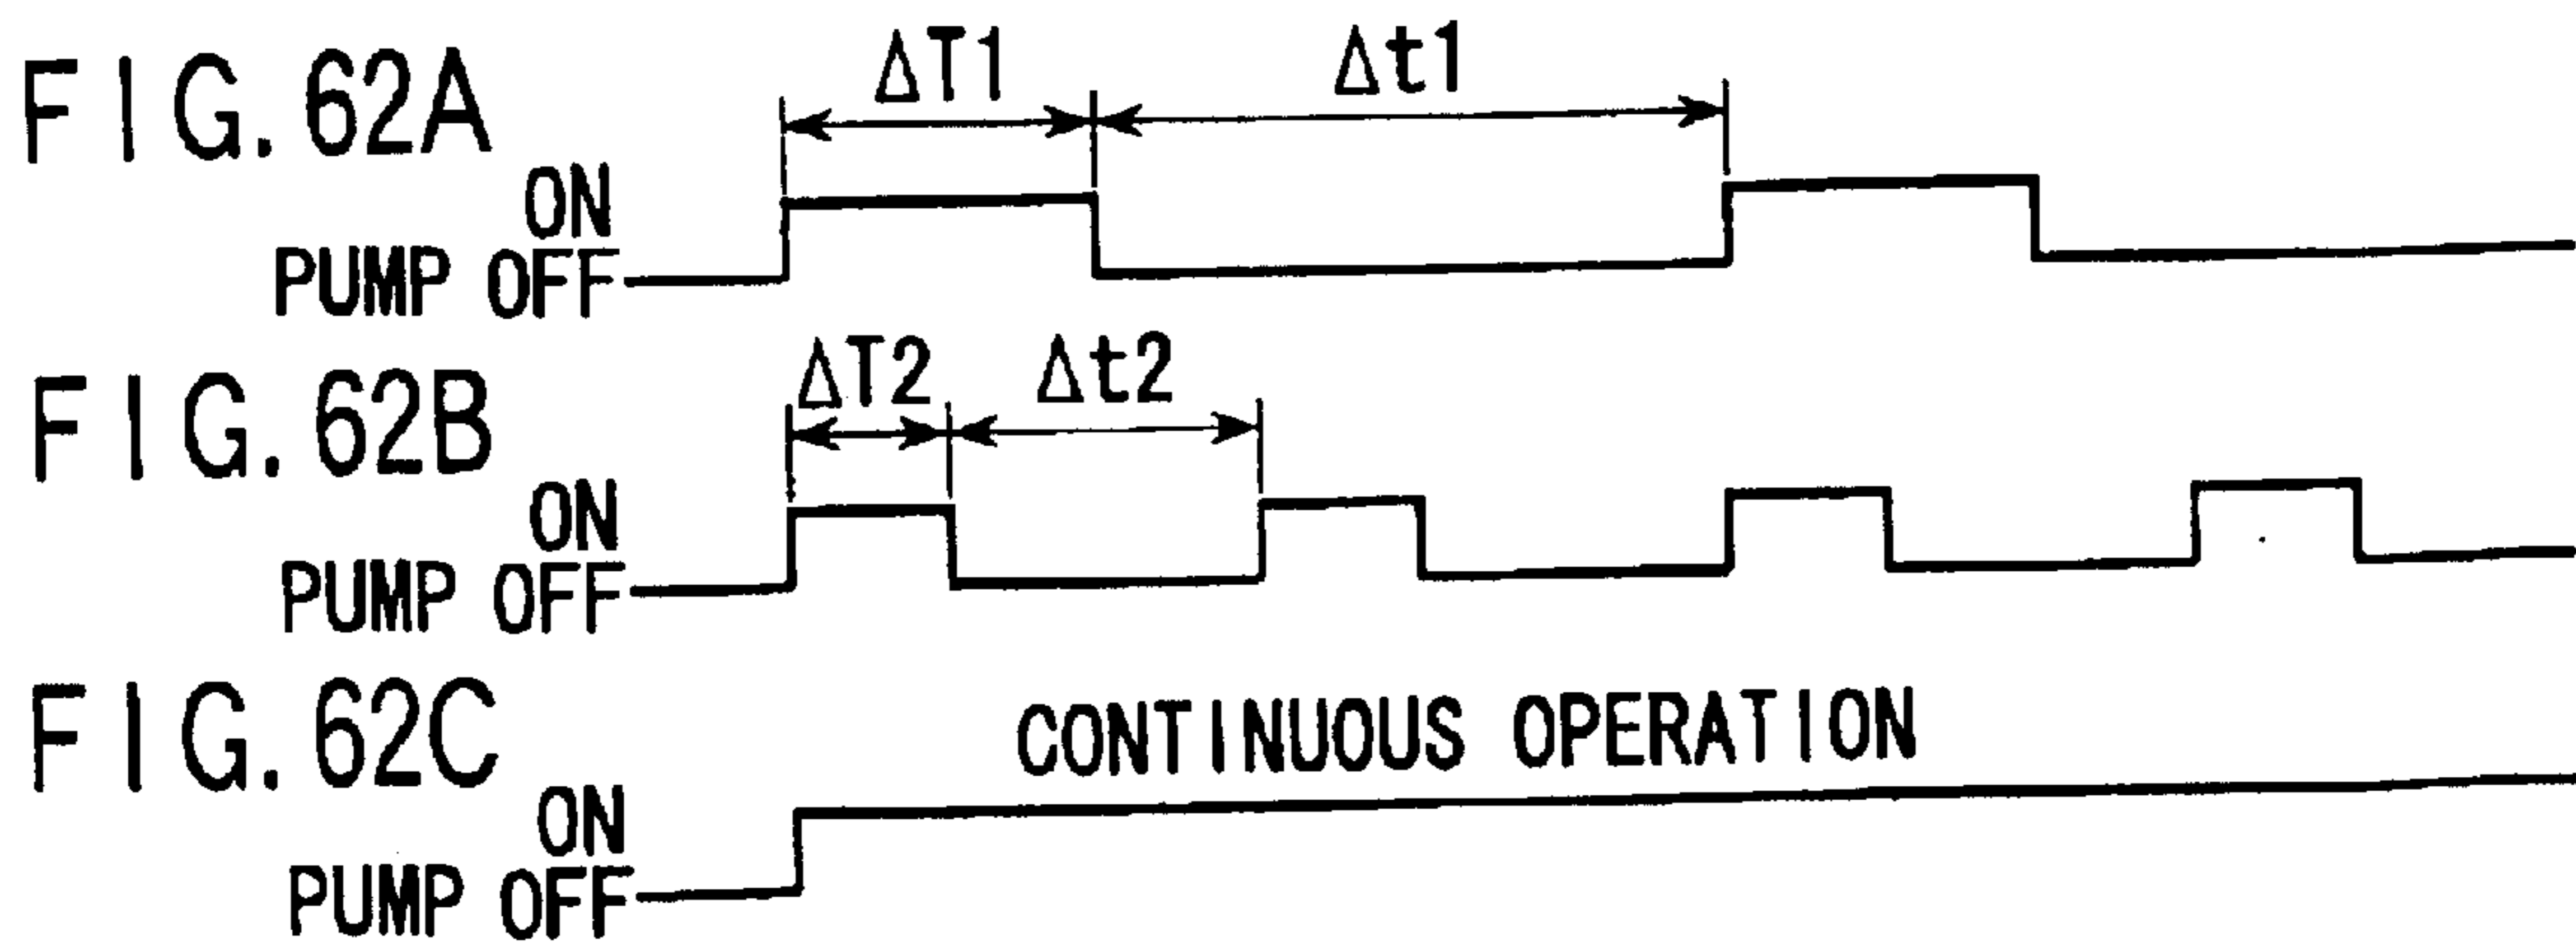 FIG. 62A
ΔT1 Δt1
ON
PUMP OFF
FIG. 62B
ΔT2 Δt2
ON
PUMP OFF
FIG. 62C
CONTINUOUS OPERATION
ON
PUMP OFF